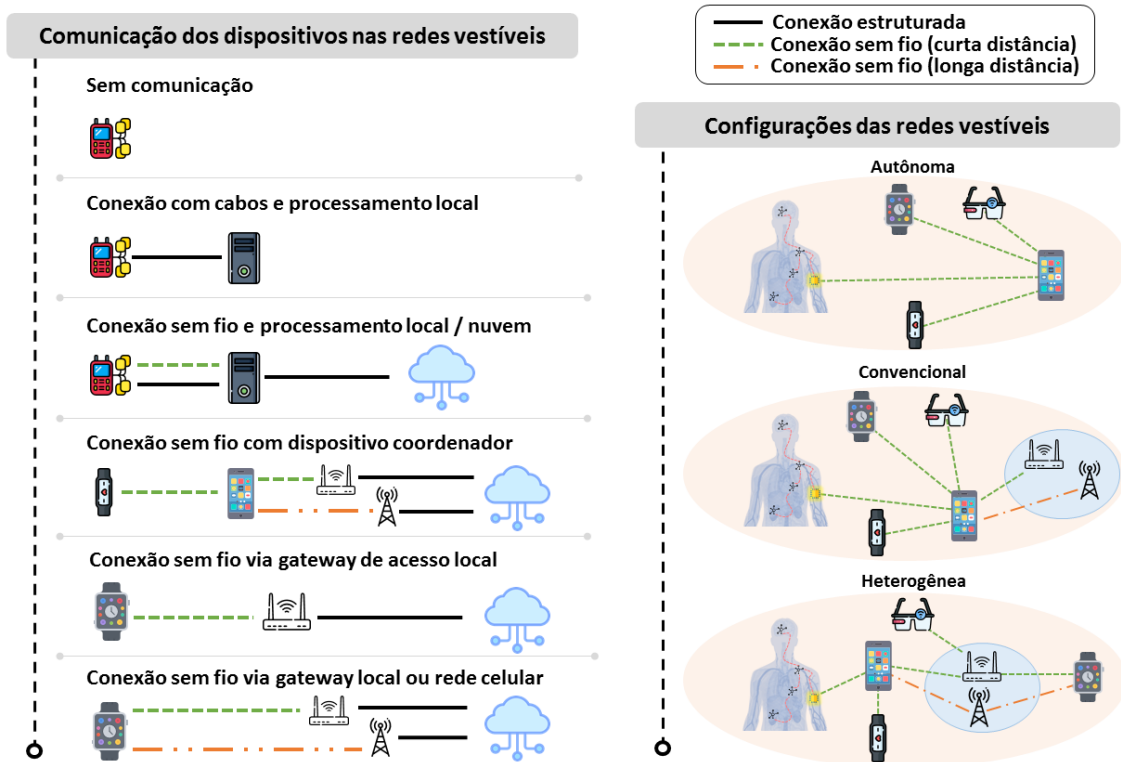 Comunicação dos dispositivos nas redes vestíveis
Sem comunicação
Conexão com cabos e processamento local
Conexão sem fio e processamento local / nuvem
Conexão sem fio com dispositivo coordenador
Conexão sem fio via gateway de acesso local
Conexão sem fio via gateway local ou rede celular
Conexão estruturada
Conexão sem fio (curta distância)
Conexão sem fio (longa distância)
Configurações das redes vestíveis
Autônoma
Convencional
Heterogênea